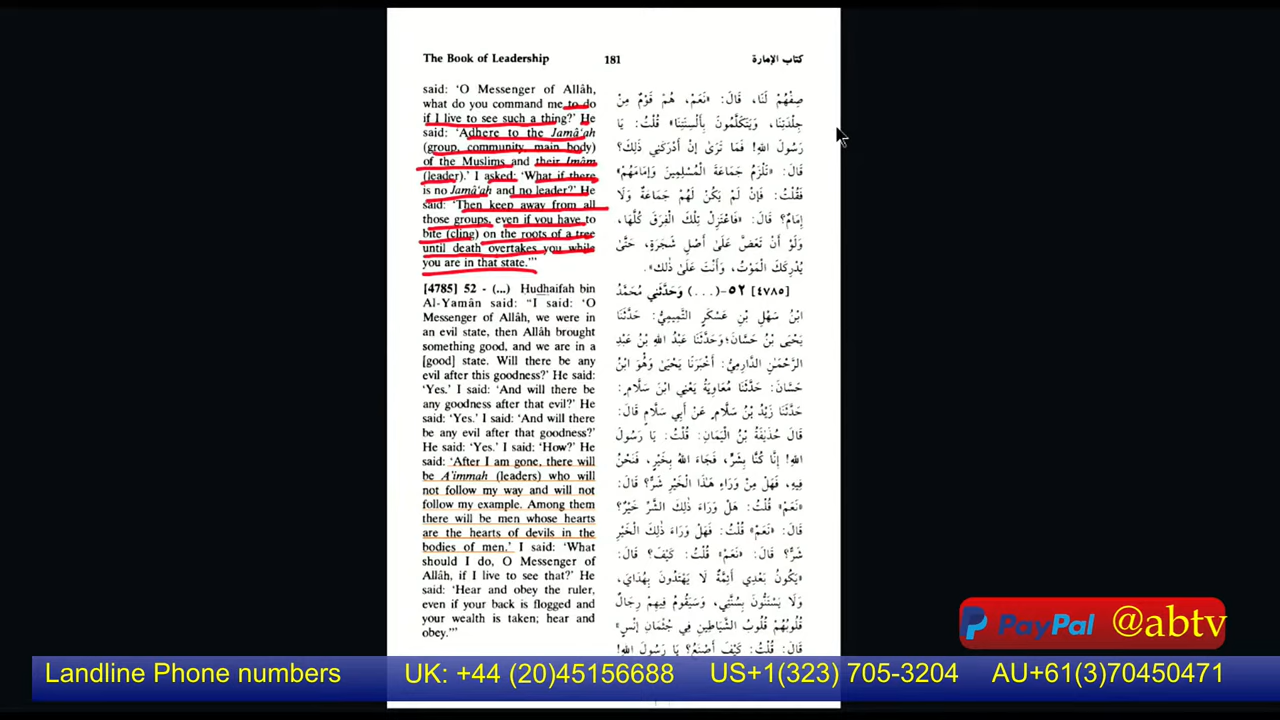 The Book of Leadership
181
كتاب الإمارة
said: 'O Messenger of Allâh,
what do you command me to do
if I live to see such a thing?' He
said: 'Adhere to the Jamâ'ah
(group, community main body)
of the Muslims and their Imâm
(leader).' I asked: 'What if there
is no Jamâ'ah and no leader?' He
said: 'Then keep away from all
those groups, even if you have to
bite (cling) on the roots of a tree
until death overtakes you while
you are in that state.'"
[4785] 52 - (...) Hudhaifah bin
Al-Yamân said: "I said: 'O
Messenger of Allâh, we were in
an evil state, then Allâh brought
something good, and we are in a
[good] state. Will there be any
evil after this goodness?' He said:
'Yes.' I said: 'And will there be
any goodness after that evil?' He
said: 'Yes.' I said: 'And will there
be any evil after that goodness?'
He said: 'Yes.' I said: 'How?' He
said: 'After I am gone, there will
be A'immah (leaders) who will
not follow my way and will not
follow my example. Among them
there will be men whose hearts
are the hearts of devils in the
bodies of men.' I said: 'What
should I do, O Messenger of
Allâh, if I live to see that?' He
said: 'Hear and obey the ruler,
even if your back is flogged and
your wealth is taken; hear and
obey.'"
صِفْهُمْ لَنَا، قَالَ: «نَعَمْ، هُمْ قَوْمٌ مِنْ
جِلْدَتِنَا، وَيَتَكَلَّمُونَ بِأَلْسِنَتِنَا» قُلْتُ: يَا
رَسُولَ اللهِ! فَمَا تَرَىٰ إِنْ أَدْرَكَنِي ذٰلِكَ؟
قَالَ: «تَلْزَمُ جَمَاعَةَ الْمُسْلِمِينَ وَإِمَامَهُمْ»
فَقُلْتُ: فَإِنْ لَمْ يَكُنْ لَهُمْ جَمَاعَةٌ وَلَا
إِمَامٌ؟ قَالَ: «فَاعْتَزِلْ تِلْكَ الْفِرَقَ كُلَّهَا،
وَلَوْ أَنْ تَعَضَّ عَلَىٰ أَصْلِ شَجَرَةٍ، حَتَّىٰ
يُدْرِكَكَ الْمَوْتُ، وَأَنْتَ عَلَىٰ ذٰلِكَ».
[٤٧٨٥] ٥٢-(...) وَحَدَّثَنِي مُحَمَّدُ
ابْنُ سَهْلِ بْنِ عَسْكَرٍ التَّمِيمِيُّ: حَدَّثَنَا
يَحْيَىٰ بْنُ حَسَّانَ؛ وَحَدَّثَنَا عَبْدُ اللهِ بْنُ عَبْدِ
الرَّحْمٰنِ الدَّارِمِيُّ: أَخْبَرَنَا يَحْيَىٰ وَهُوَ ابْنُ
حَسَّانَ: حَدَّثَنَا مُعَاوِيَةُ يَعْنِي ابْنَ سَلَّامٍ:
حَدَّثَنَا زَيْدُ بْنُ سَلَّامٍ عَنْ أَبِي سَلَّامٍ قَالَ:
قَالَ حُذَيْفَةُ بْنُ الْيَمَانِ: قُلْتُ: يَا رَسُولَ
اللهِ! إِنَّا كُنَّا بِشَرٍّ، فَجَاءَ اللهُ بِخَيْرٍ، فَنَحْنُ
فِيهِ، فَهَلْ مِنْ وَرَاءِ هٰذَا الْخَيْرِ شَرٌّ؟ قَالَ:
«نَعَمْ» قُلْتُ: هَلْ وَرَاءَ ذٰلِكَ الشَّرِّ خَيْرٌ؟
قَالَ: «نَعَمْ» قُلْتُ: فَهَلْ وَرَاءَ ذٰلِكَ الْخَيْرِ
شَرٌّ؟ قَالَ: «نَعَمْ» قُلْتُ: كَيْفَ؟ قَالَ:
«يَكُونُ بَعْدِي أَئِمَّةٌ لَا يَهْتَدُونَ بِهُدَايَ،
وَلَا يَسْتَنُّونَ بِسُنَّتِي، وَسَيَقُومُ فِيهِمْ رِجَالٌ
قُلُوبُهُمْ قُلُوبُ الشَّيَاطِينِ فِي جُثْمَانِ إِنْسٍ»
قَالَ: قُلْتُ: كَيْفَ أَصْنَعُ؟ يَا رَسُولَ اللهِ!
PayPal @abtv
Landline Phone numbers UK: +44 (20)45156688 US+1(323) 705-3204 AU+61(3)70450471